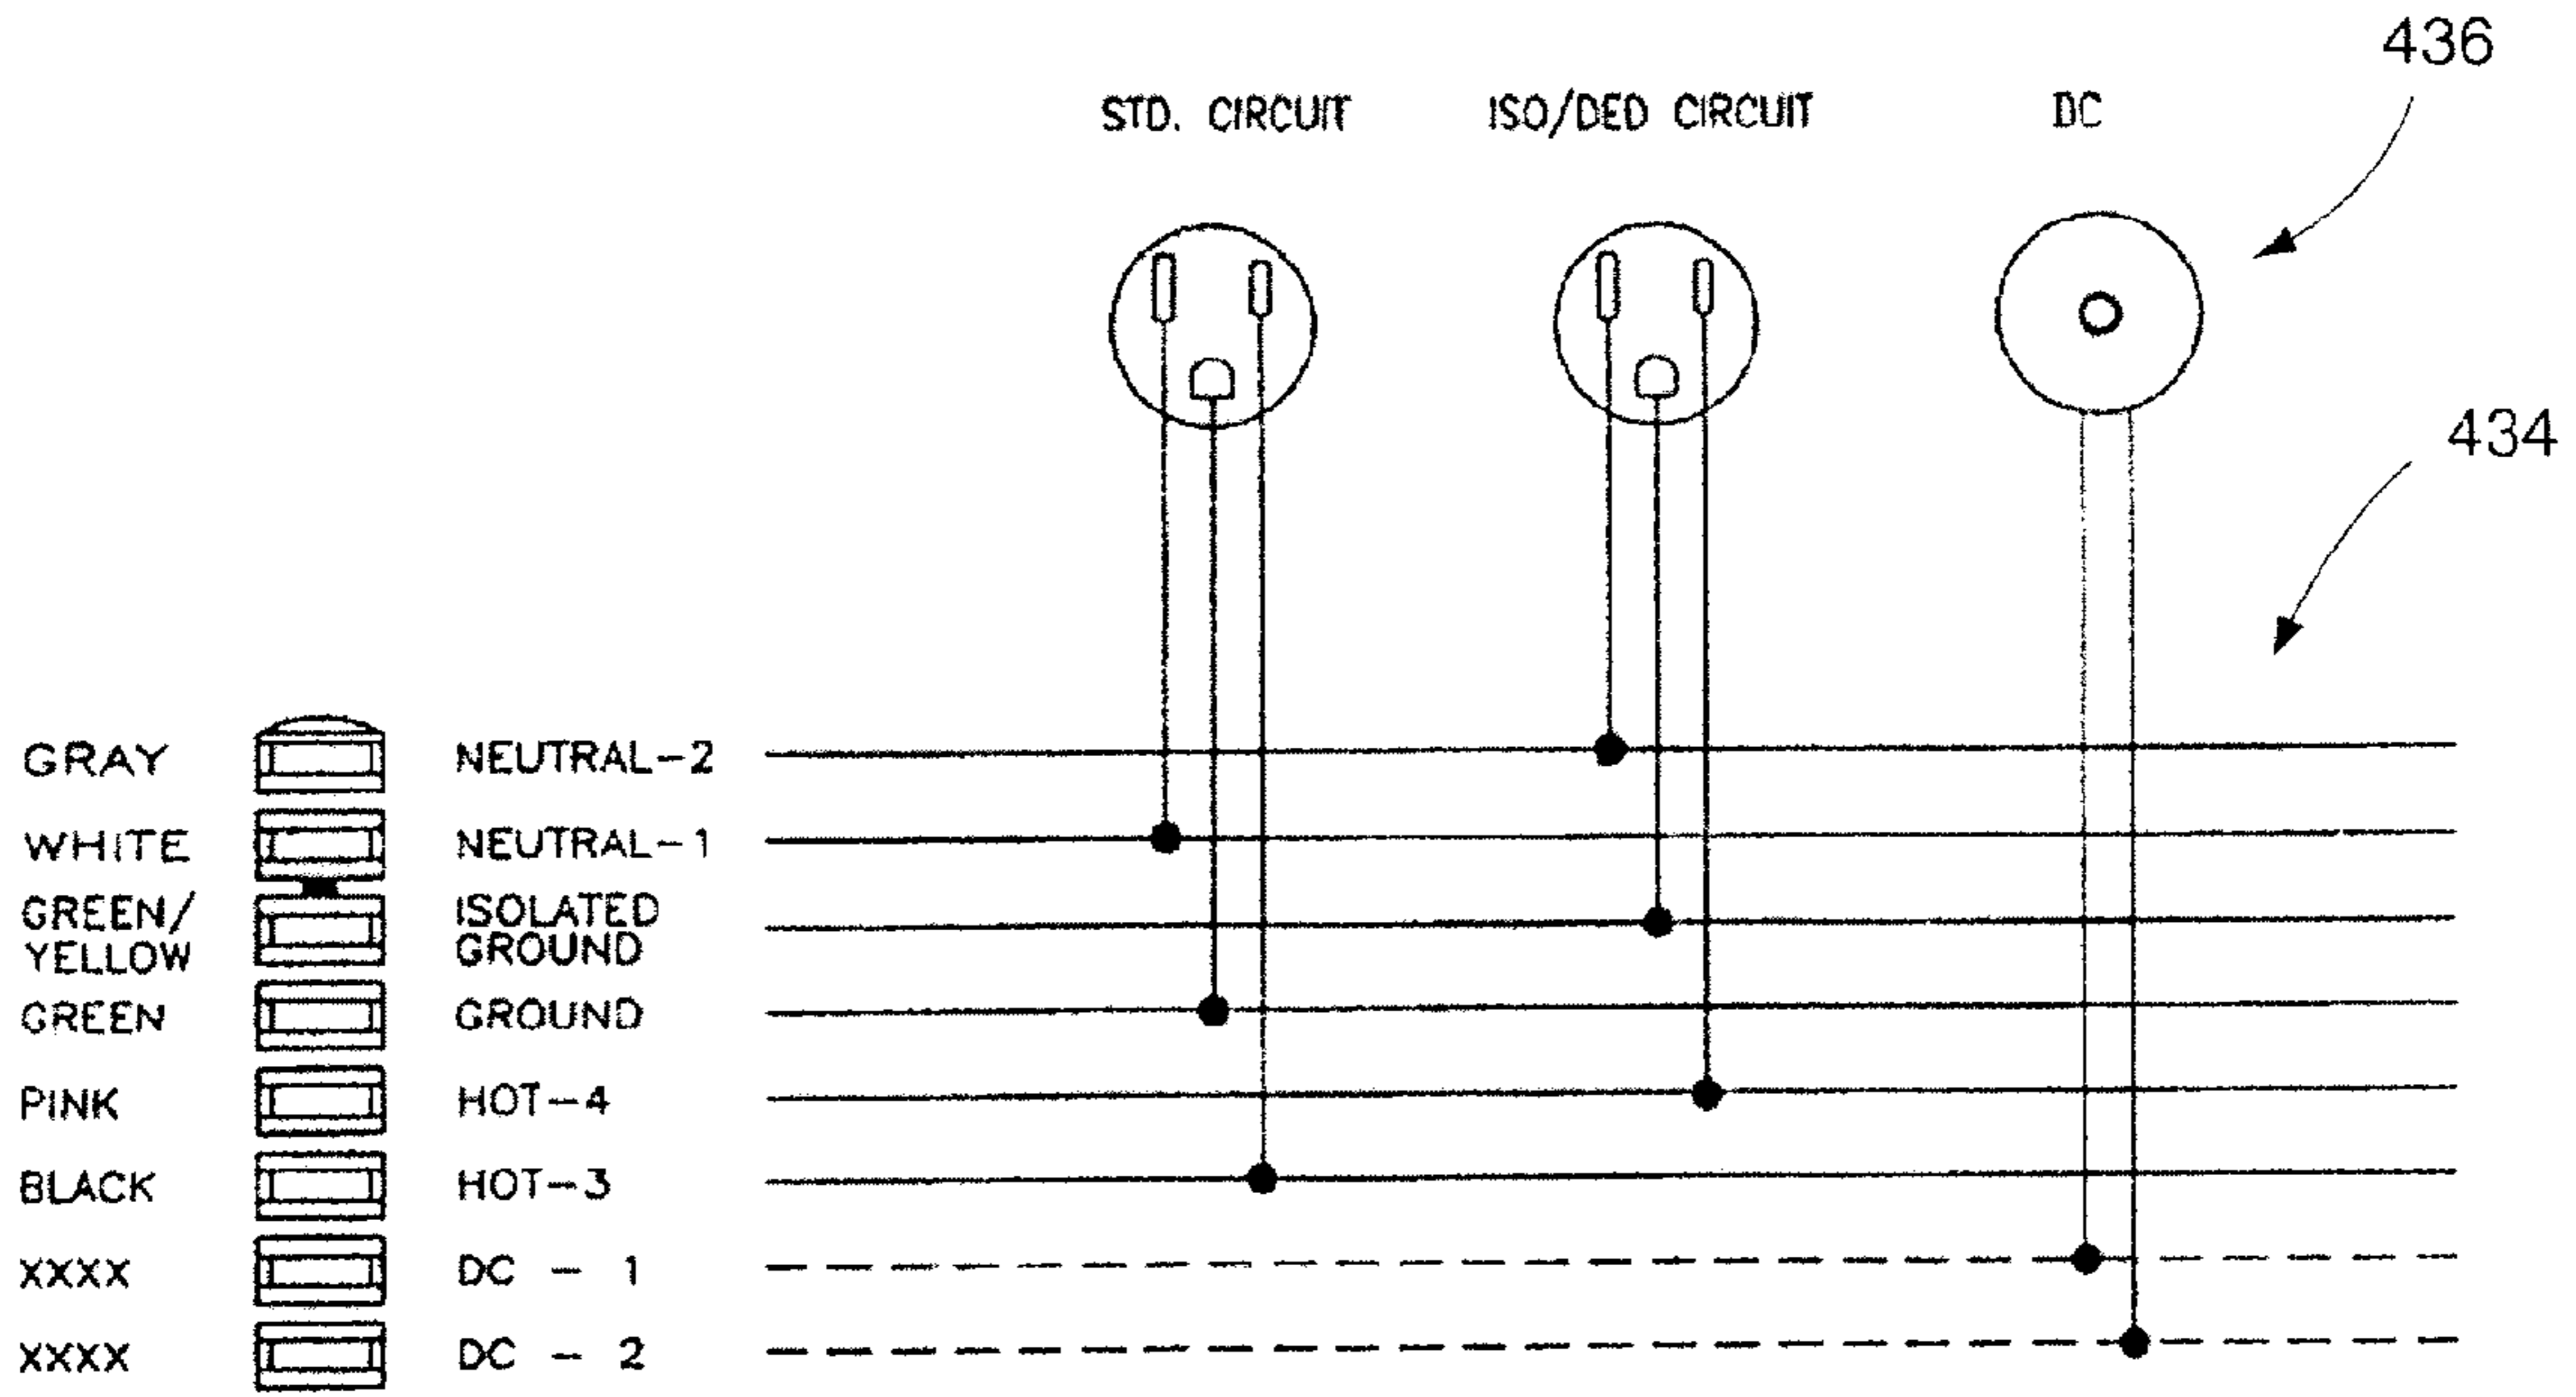 436
STD. CIRCUIT ISO/DED CIRCUIT DC
434
GRAY NEUTRAL-2
WHITE NEUTRAL-1
GREEN/ ISOLATED
YELLOW GROUND
GREEN GROUND
PINK HOT-4
BLACK HOT-3
XXXX DC - 1
XXXX DC - 2